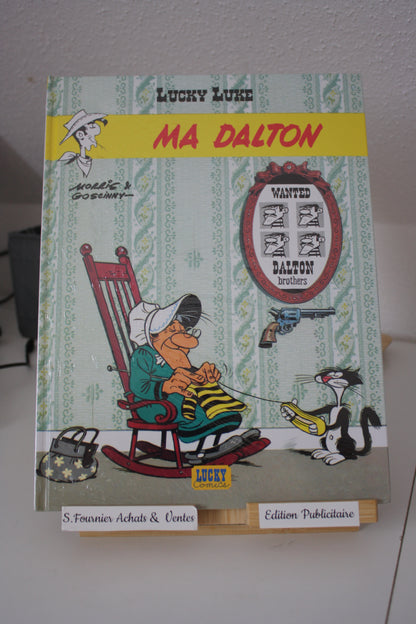 LUCKY LUKE
MA DALTON
MORRIS &
GOSCINNY
WANTED
DALTON
brothers
LUCKY
Comics
S.Fournier Achats & Ventes
Edition Publicitaire